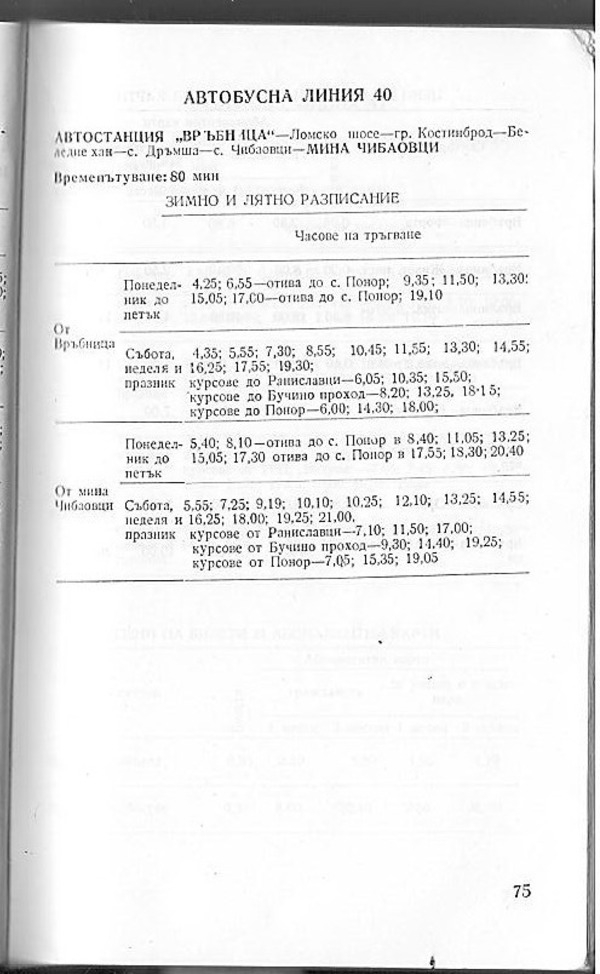 АВТОБУСНА ЛИНИЯ 40
АВТОСТАНЦИЯ „ВРЪБНИЦА“—Ломско шосе—гр. Костинброд—Бе-
ледие хан—с. Дръмша—с. Чибаовци—МИНА ЧИБАОВЦИ
Времепътуване: 80 мин
ЗИМНО И ЛЯТНО РАЗПИСАНИЕ
Часове на тръгване
От Връбница
Понедел- 4,25; 6,55—отива до с. Понор; 9,35; 11,50; 13,30;
ник до 15,05; 17,00—отива до с. Понор; 19,10
петък
Събота, 4,35; 5,55; 7,30; 8,55; 10,45; 11,55; 13,30; 14,55;
неделя и 16,25; 17,55; 19,30;
празник курсове до Раниславци—6,05; 10,35; 15,50;
курсове до Бучино проход—8,20; 13,25, 18·15;
курсове до Понор—6,00; 14,30; 18,00;
От мина Чибаовци
Понедел- 5,40; 8,10—отива до с. Понор в 8,40; 11,05; 13,25;
ник до 15,05; 17,30 отива до с. Понор в 17,55; 18,30; 20,40
петък
Събота, 5,55; 7,25; 9,19; 10,10; 10,25; 12,10; 13,25; 14,55;
неделя и 16,25; 18,00; 19,25; 21,00.
празник курсове от Раниславци—7,10; 11,50; 17,00;
курсове от Бучино проход—9,30; 14,40; 19,25;
курсове от Понор—7,05; 15,35; 19,05
75